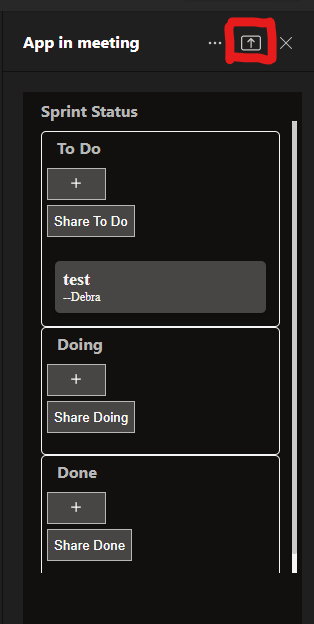 App in meeting
Sprint Status
To Do
+
Share To Do
test
--Debra
Doing
+
Share Doing
Done
+
Share Done